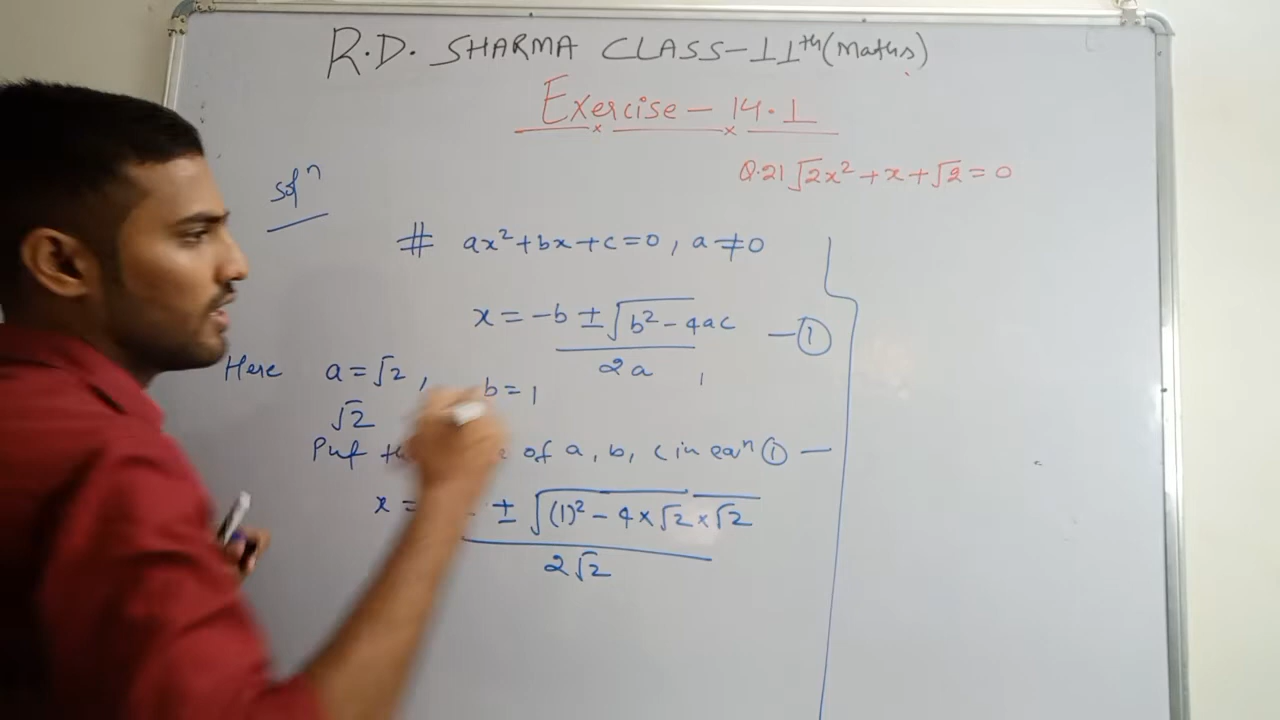 R.D. SHARMA CLASS-11th (Maths)
Exercise - 14.1
Q.21 √2x² + x + √2 = 0
Solⁿ
# ax² + bx + c = 0, a ≠ 0
x = -b ± √b² - 4ac - ①
2a
Here a = √2, b = 1
√2
Put of a, b, c in eqⁿ ① -
x = ± √(1)² - 4×√2×√2
2√2